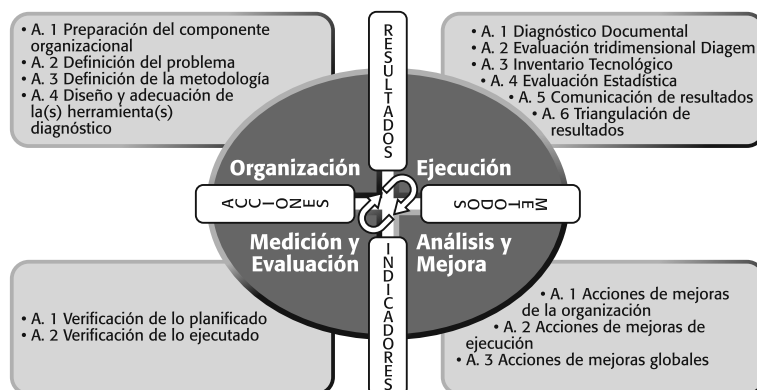 • A. 1 Preparación del componente
organizacional
• A. 2 Definición del problema
• A. 3 Definición de la metodología
• A. 4 Diseño y adecuación de
la(s) herramienta(s)
diagnóstico
RESULTADOS
• A. 1 Diagnóstico Documental
• A. 2 Evaluación tridimensional Diagem
• A. 3 Inventario Tecnológico
• A. 4 Evaluación Estadística
• A. 5 Comunicación de resultados
• A. 6 Triangulación de
resultados
Organización
Ejecución
ACCIONES
METODOS
Medición y
Evaluación
Análisis y
Mejora
INDICADORES
• A. 1 Verificación de lo planificado
• A. 2 Verificación de lo ejecutado
• A. 1 Acciones de mejoras
de la organización
• A. 2 Acciones de mejoras de
ejecución
• A. 3 Acciones de mejoras globales